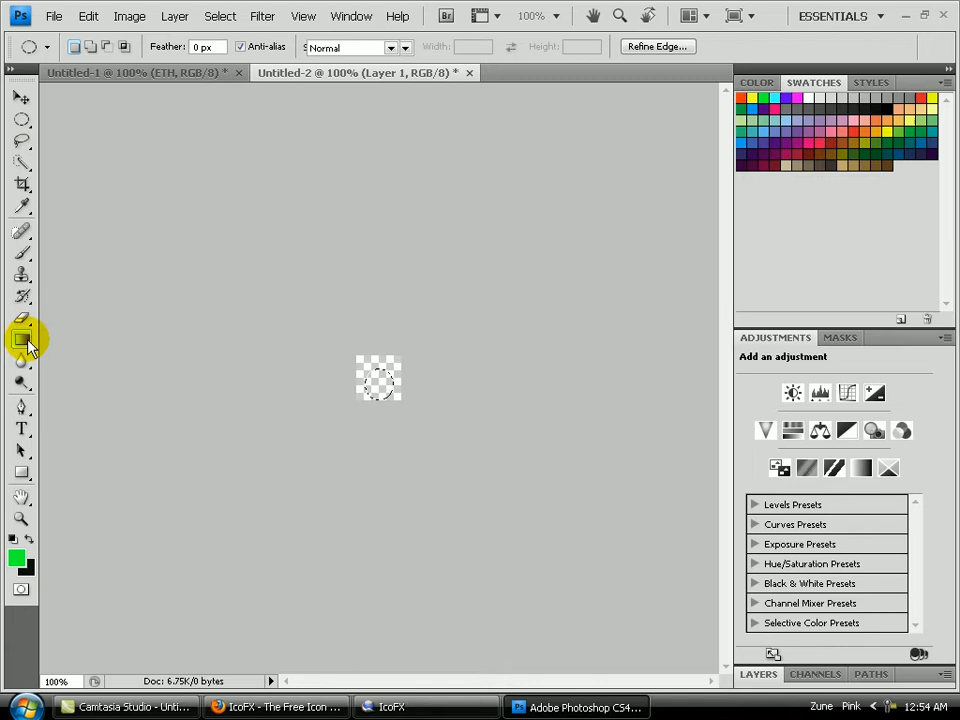 Ps File Edit Image Layer Select Filter View Window Help Br 100% ESSENTIALS
Feather: 0 px Anti-alias Normal Width: Height: Refine Edge...
Untitled-1 @ 100% (ETH, RGB/8) * Untitled-2 @ 100% (Layer 1, RGB/8) *
COLOR SWATCHES STYLES
ADJUSTMENTS MASKS
Add an adjustment
Levels Presets
Curves Presets
Exposure Presets
Hue/Saturation Presets
Black & White Presets
Channel Mixer Presets
Selective Color Presets
T
LAYERS CHANNELS PATHS
100% Doc: 6.75K/0 bytes
Camtasia Studio - Unti... IcoFX - The Free Icon ... IcoFX Adobe Photoshop CS4... Zune Pink 12:54 AM